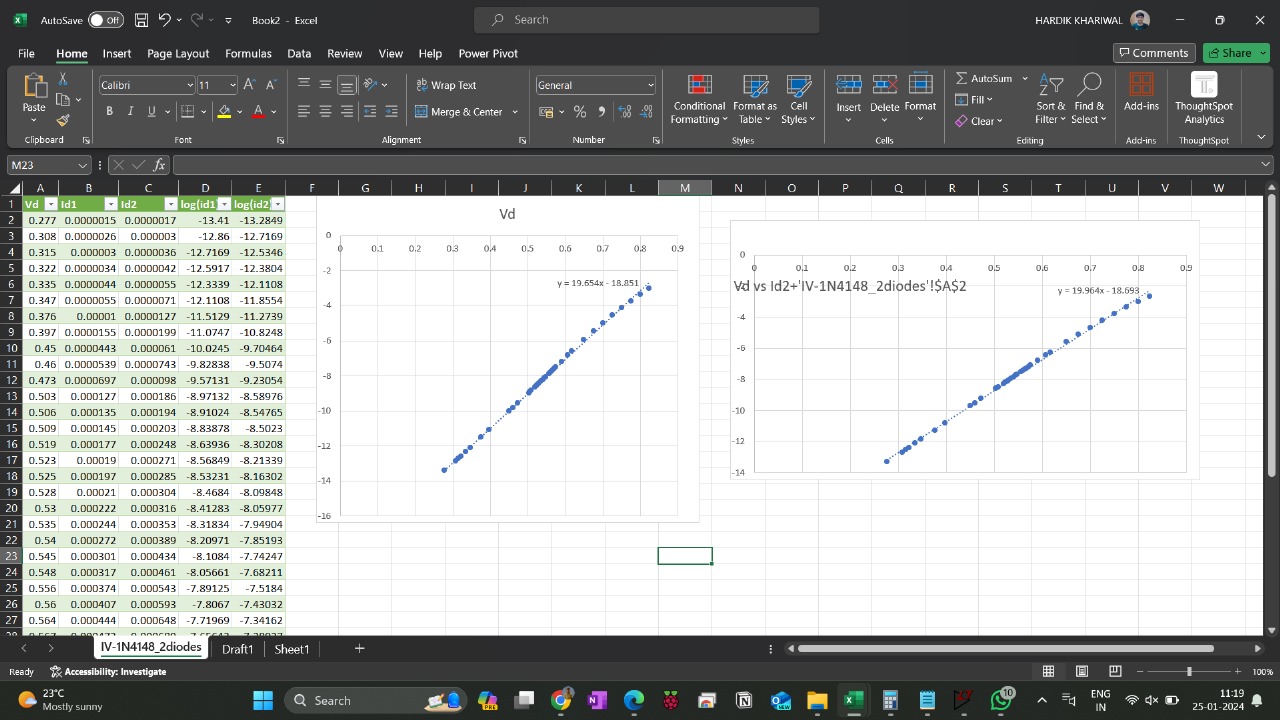 AutoSave Off Book2 - Excel Search HARDIK KHARIWAL
File Home Insert Page Layout Formulas Data Review View Help Power Pivot Comments Share
Calibri 11 Wrap Text General AutoSum
Paste Merge & Center Conditional Formatting Format as Table Cell Styles Insert Delete Format Fill Clear Sort & Filter Find & Select Add-ins ThoughtSpot Analytics
Clipboard Font Alignment Number Styles Cells Editing Add-ins ThoughtSpot
M23 fx
A B C D E F G H I J K L M N O P Q R S T U V W
1 Vd Id1 Id2 log(id1) log(id2)
2 0.277 0.0000015 0.0000017 -13.41 -13.2849
3 0.308 0.0000026 0.000003 -12.86 -12.7169
4 0.315 0.000003 0.0000036 -12.7169 -12.5346
5 0.322 0.0000034 0.0000042 -12.5917 -12.3804
6 0.335 0.0000044 0.0000055 -12.3339 -12.1108
7 0.347 0.0000055 0.0000071 -12.1108 -11.8554
8 0.376 0.00001 0.0000127 -11.5129 -11.2739
9 0.397 0.0000155 0.0000199 -11.0747 -10.8248
10 0.45 0.0000443 0.000061 -10.0245 -9.70464
11 0.46 0.0000539 0.0000743 -9.82838 -9.5074
12 0.473 0.0000697 0.000098 -9.57131 -9.23054
13 0.503 0.000127 0.000186 -8.97132 -8.58976
14 0.506 0.000135 0.000194 -8.91024 -8.54765
15 0.509 0.000145 0.000203 -8.83878 -8.5023
16 0.519 0.000177 0.000248 -8.63936 -8.30208
17 0.523 0.00019 0.000271 -8.56849 -8.21339
18 0.525 0.000197 0.000285 -8.53231 -8.16302
19 0.528 0.00021 0.000304 -8.4684 -8.09848
20 0.53 0.000222 0.000316 -8.41283 -8.05977
21 0.535 0.000244 0.000353 -8.31834 -7.94904
22 0.54 0.000272 0.000389 -8.20971 -7.85193
23 0.545 0.000301 0.000434 -8.1084 -7.74247
24 0.548 0.000317 0.000461 -8.05661 -7.68211
25 0.556 0.000374 0.000543 -7.89125 -7.5184
26 0.56 0.000407 0.000593 -7.8067 -7.43032
27 0.564 0.000444 0.000648 -7.71969 -7.34162
Vd
0
0 0.1 0.2 0.3 0.4 0.5 0.6 0.7 0.8 0.9
-2
y = 19.654x - 18.851
-4
-6
-8
-10
-12
-14
-16
0
0 0.1 0.2 0.3 0.4 0.5 0.6 0.7 0.8 0.9
Vd vs Id2+'IV-1N4148_2diodes'!$A$2
y = 19.964x - 18.693
-4
-6
-8
-10
-12
-14
IV-1N4148_2diodes Draft1 Sheet1
Ready Accessibility: Investigate 100%
23°C
Mostly sunny
Search
PRE
NEW
10
ENG
IN
11:19
25-01-2024